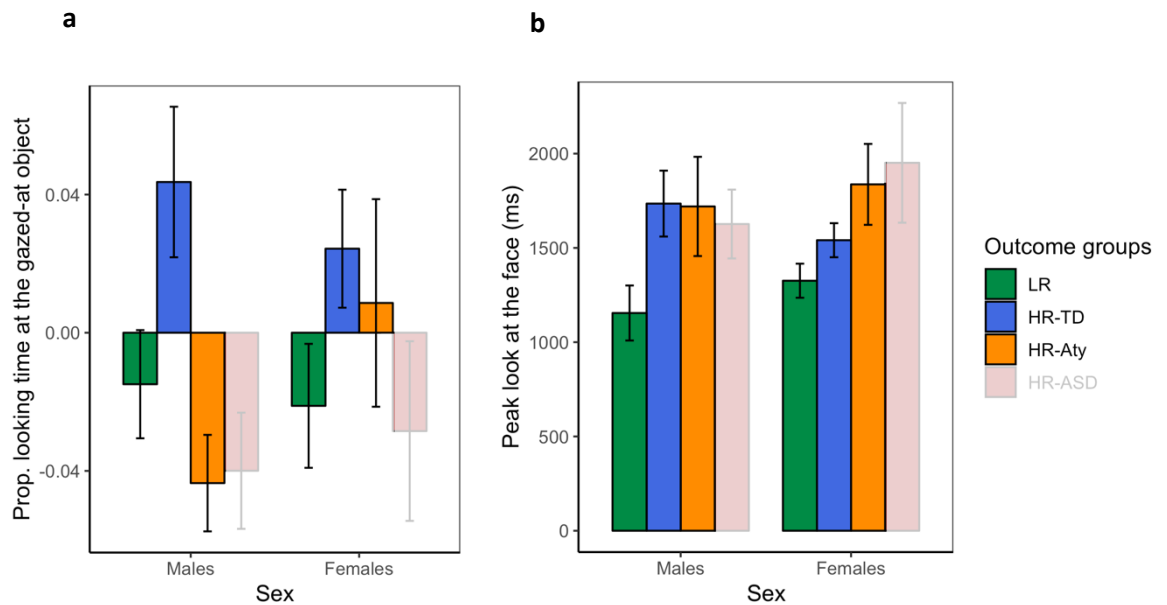 a
b
Prop. looking time at the gazed-at object
0.04
0.00
-0.04
Males
Females
Sex
Peak look at the face (ms)
2000
1500
1000
500
0
Males
Females
Sex
Outcome groups
LR
HR-TD
HR-Aty
HR-ASD